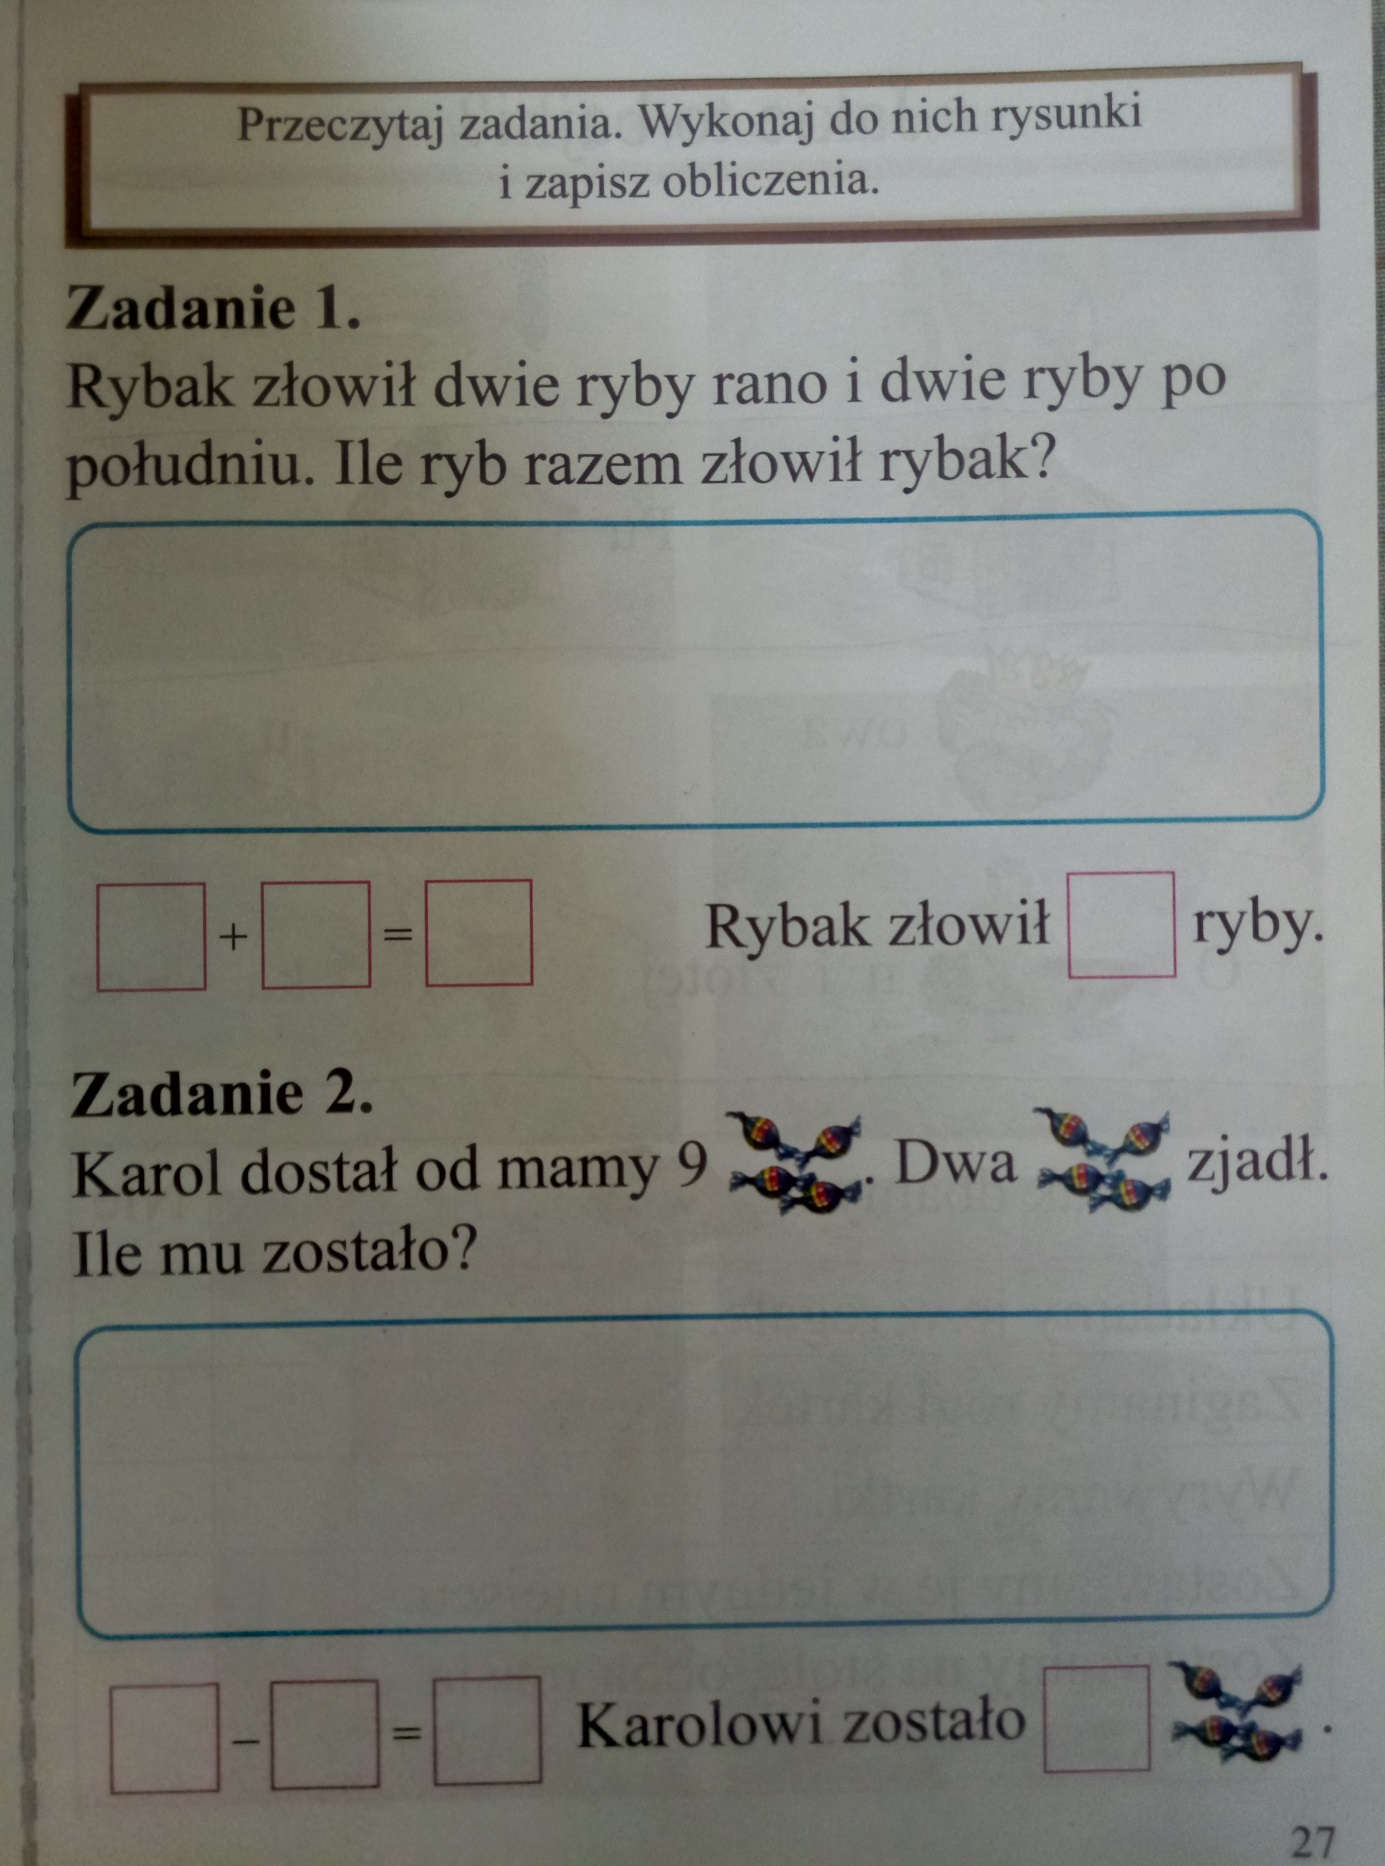 Przeczytaj zadania. Wykonaj do nich rysunki
i zapisz obliczenia.
Zadanie 1.
Rybak złowił dwie ryby rano i dwie ryby po
południu. Ile ryb razem złowił rybak?
+ = Rybak złowił ryby.
Zadanie 2.
Karol dostał od mamy 9 . Dwa zjadł.
Ile mu zostało?
– = Karolowi zostało .
27